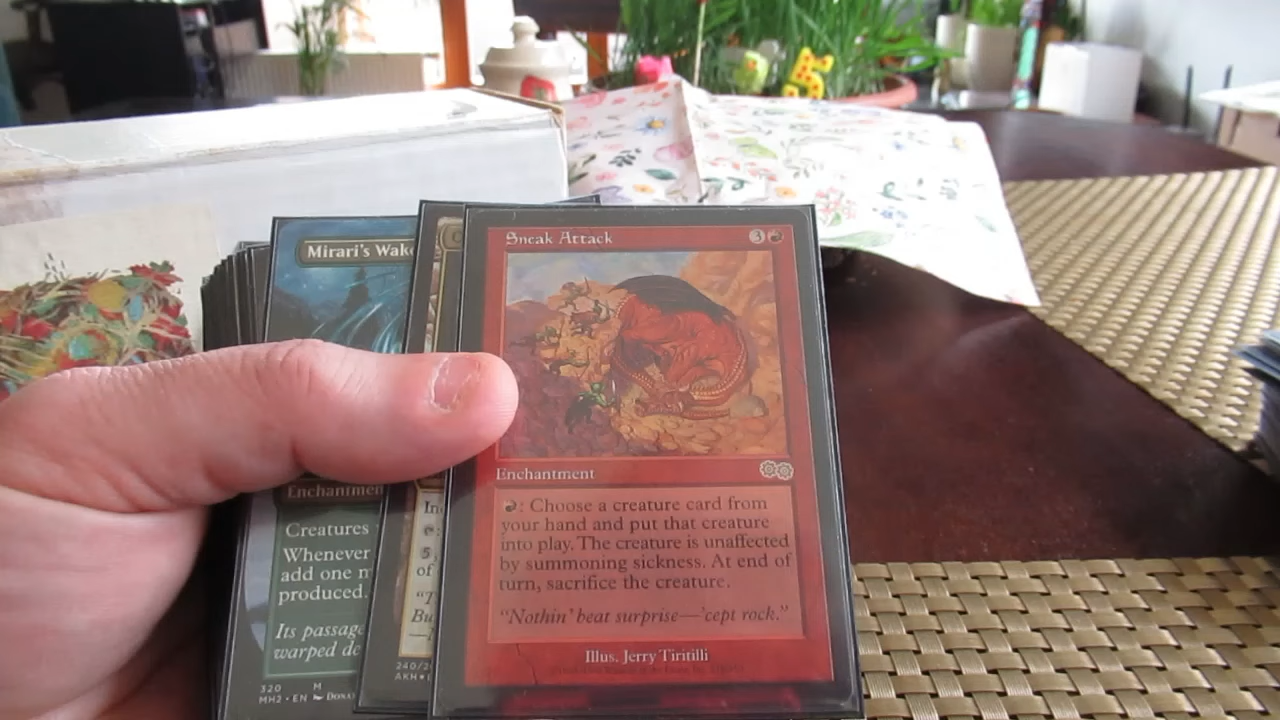 Mirari's Wake
Enchantmen
Creatures
Whenever
add one m
produced.
Its passage
warped de
320 M
MH2 • EN
240/2
AKH
Sneak Attack
3
Enchantment
: Choose a creature card from
your hand and put that creature
into play. The creature is unaffected
by summoning sickness. At end of
turn, sacrifice the creature.
"Nothin' beat surprise—'cept rock."
Illus. Jerry Tiritilli